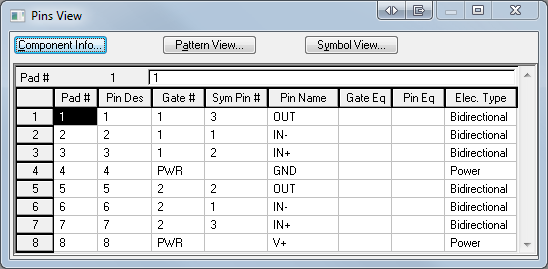 Pins View
Component Info... Pattern View... Symbol View...
Pad # 1 1
Pad # Pin Des Gate # Sym Pin # Pin Name Gate Eq Pin Eq Elec. Type
1 1 1 1 3 OUT Bidirectional
2 2 2 1 1 IN- Bidirectional
3 3 3 1 2 IN+ Bidirectional
4 4 4 PWR GND Power
5 5 5 2 2 OUT Bidirectional
6 6 6 2 1 IN- Bidirectional
7 7 7 2 3 IN+ Bidirectional
8 8 8 PWR V+ Power